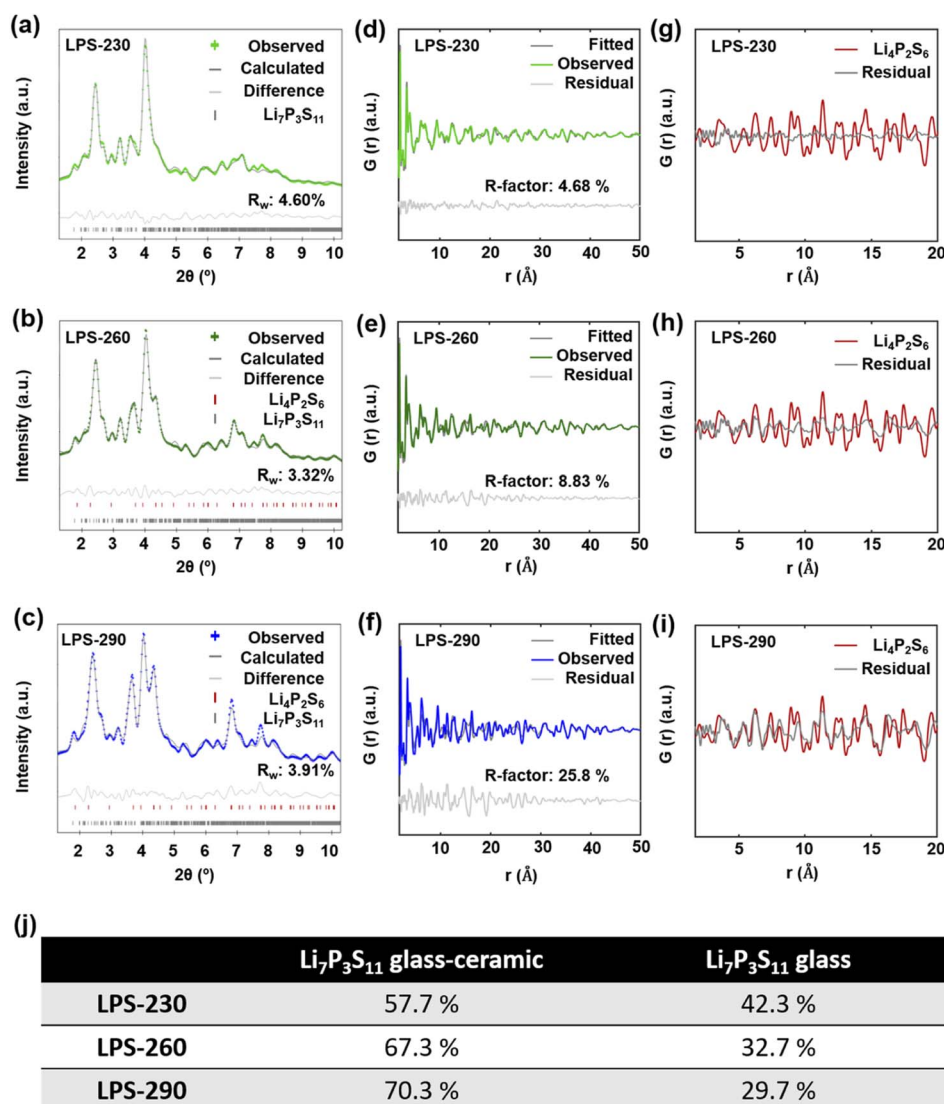 (a)
LPS-230
Observed
Calculated
Difference
Li₇P₃S₁₁
Rw: 4.60%
Intensity (a.u.)
2 3 4 5 6 7 8 9 10
2θ (º)
(d)
LPS-230
Fitted
Observed
Residual
R-factor: 4.68 %
G (r) (a.u.)
10 20 30 40 50
r (Å)
(g)
LPS-230
Li₄P₂S₆
Residual
G (r) (a.u.)
5 10 15 20
r (Å)
(b)
LPS-260
Observed
Calculated
Difference
Li₄P₂S₆
Li₇P₃S₁₁
Rw: 3.32%
Intensity (a.u.)
2 3 4 5 6 7 8 9 10
2θ (º)
(e)
LPS-260
Fitted
Observed
Residual
R-factor: 8.83 %
G (r) (a.u.)
10 20 30 40 50
r (Å)
(h)
LPS-260
Li₄P₂S₆
Residual
G (r) (a.u.)
5 10 15 20
r (Å)
(c)
LPS-290
Observed
Calculated
Difference
Li₄P₂S₆
Li₇P₃S₁₁
Rw: 3.91%
Intensity (a.u.)
2 3 4 5 6 7 8 9 10
2θ (º)
(f)
LPS-290
Fitted
Observed
Residual
R-factor: 25.8 %
G (r) (a.u.)
10 20 30 40 50
r (Å)
(i)
LPS-290
Li₄P₂S₆
Residual
G (r) (a.u.)
5 10 15 20
r (Å)
(j)
Li₇P₃S₁₁ glass-ceramic Li₇P₃S₁₁ glass
LPS-230 57.7 % 42.3 %
LPS-260 67.3 % 32.7 %
LPS-290 70.3 % 29.7 %